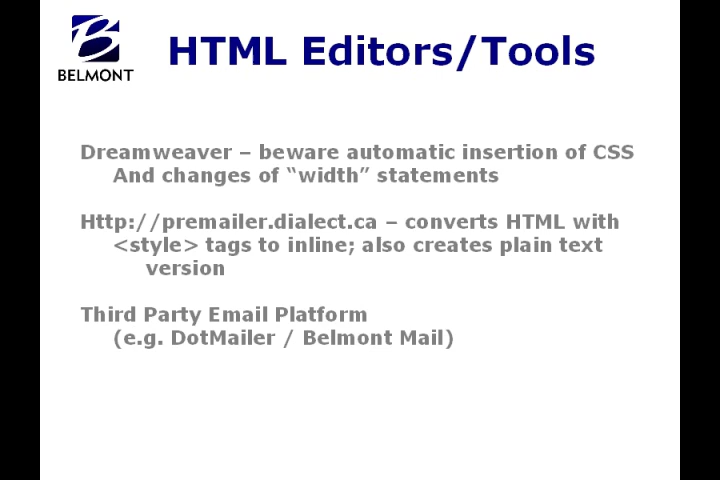 BELMONT
HTML Editors/Tools
Dreamweaver – beware automatic insertion of CSS
And changes of “width” statements
Http://premailer.dialect.ca – converts HTML with
<style> tags to inline; also creates plain text
version
Third Party Email Platform
(e.g. DotMailer / Belmont Mail)